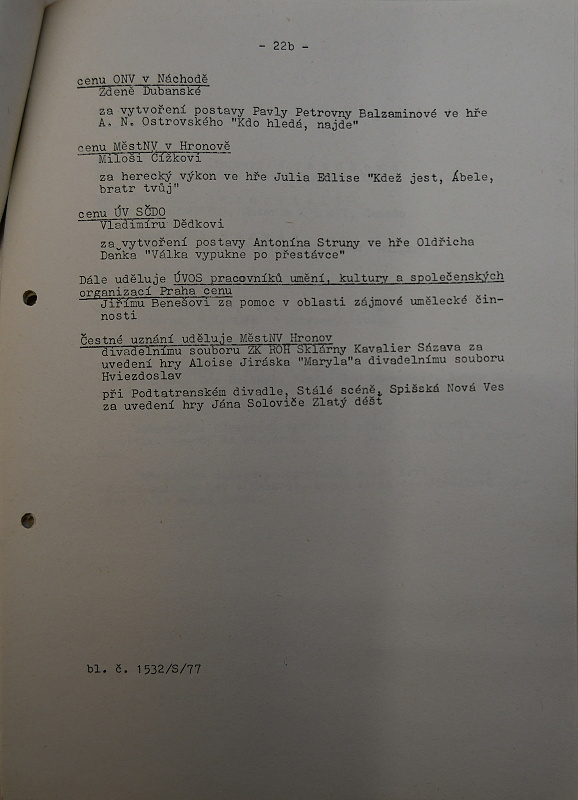 - 22b -
cenu ONV v Náchodě
Zdeně Dubanské
za vytvoření postavy Pavly Petrovny Balzaminové ve hře
A. N. Ostrovského "Kdo hledá, najde"
cenu MěstNV v Hronově
Miloši Čížkovi
za herecký výkon ve hře Julia Edlise "Kdež jest, Ábele,
bratr tvůj"
cenu ÚV SČDO
Vladimíru Dědkovi
za vytvoření postavy Antonína Struny ve hře Oldřicha
Daňka "Válka vypukne po přestávce"
Dále uděluje ÚVOS pracovníků umění, kultury a společenských
organizací Praha cenu
Jiřímu Benešovi za pomoc v oblasti zájmové umělecké čin-
nosti
Čestné uznání uděluje MěstNV Hronov
divadelnímu souboru ZK ROH Sklárny Kavalier Sázava za
uvedení hry Aloise Jiráska "Maryla"a divadelnímu souboru
Hviezdoslav
při Podtatranském divadle, Stálé scéně, Spišská Nová Ves
za uvedení hry Jána Soloviče Zlatý déšť
bl. č. 1532/S/77